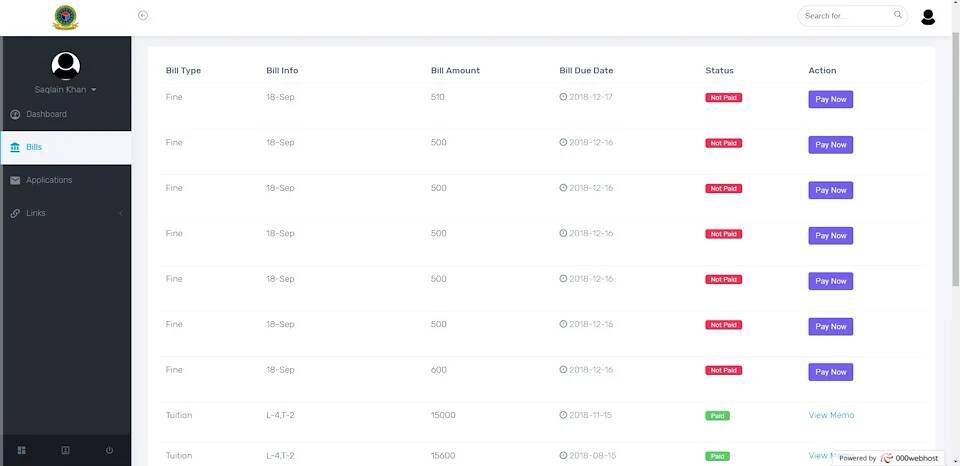 Search for...
Saqlain Khan
Dashboard
Bills
Applications
Links
Bill Type Bill Info Bill Amount Bill Due Date Status Action
Fine 18-Sep 510 2018-12-17 Not Paid Pay Now
Fine 18-Sep 500 2018-12-16 Not Paid Pay Now
Fine 18-Sep 500 2018-12-16 Not Paid Pay Now
Fine 18-Sep 500 2018-12-16 Not Paid Pay Now
Fine 18-Sep 500 2018-12-16 Not Paid Pay Now
Fine 18-Sep 500 2018-12-16 Not Paid Pay Now
Fine 18-Sep 600 2018-12-16 Not Paid Pay Now
Tuition L-4,T-2 15000 2018-11-15 Paid View Memo
Tuition L-4,T-2 15600 2018-08-15 Paid View
Powered by 000webhost